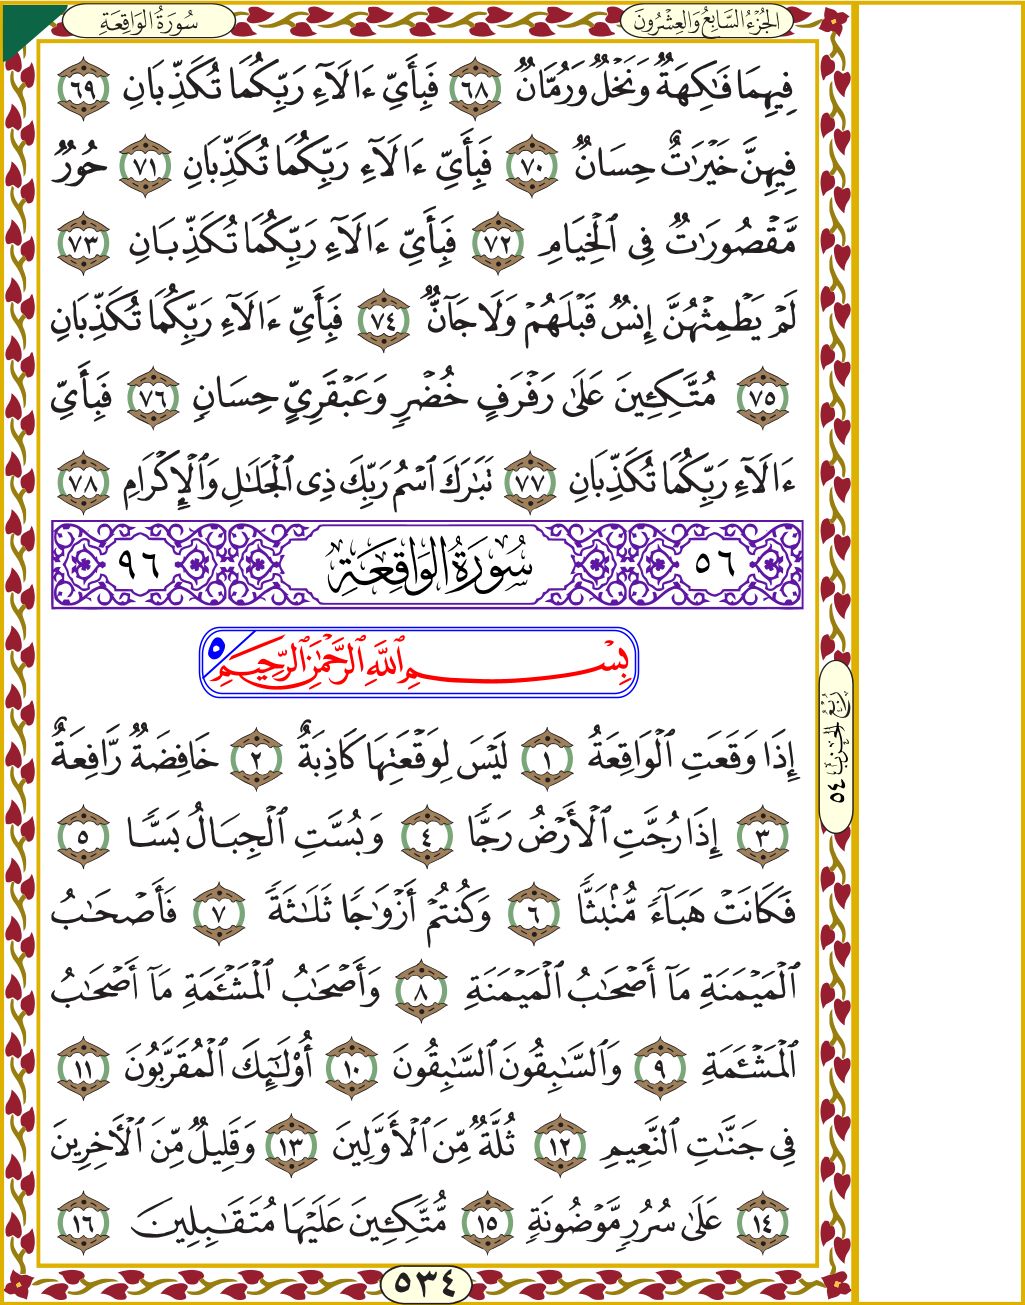 الجُزْءُ السَّابِعُ وَالعِشْرُونَ
سُورَةُ الوَاقِعَةِ
فِيهِمَا فَٰكِهَةٌ وَنَخْلٌ وَرُمَّانٌ ٦٨ فَبِأَيِّ ءَالَآءِ رَبِّكُمَا تُكَذِّبَانِ ٦٩
فِيهِنَّ خَيْرَٰتٌ حِسَانٌ ٧٠ فَبِأَيِّ ءَالَآءِ رَبِّكُمَا تُكَذِّبَانِ ٧١ حُورٌ
مَّقْصُورَٰتٌ فِى ٱلْخِيَامِ ٧٢ فَبِأَيِّ ءَالَآءِ رَبِّكُمَا تُكَذِّبَانِ ٧٣
لَمْ يَطْمِثْهُنَّ إِنسٌ قَبْلَهُمْ وَلَا جَآنٌّ ٧٤ فَبِأَيِّ ءَالَآءِ رَبِّكُمَا تُكَذِّبَانِ
٧٥ مُتَّكِـِٔينَ عَلَىٰ رَفْرَفٍ خُضْرٍ وَعَبْقَرِيٍّ حِسَانٍ ٧٦ فَبِأَيِّ
ءَالَآءِ رَبِّكُمَا تُكَذِّبَانِ ٧٧ تَبَٰرَكَ ٱسْمُ رَبِّكَ ذِى ٱلْجَلَٰلِ وَٱلْإِكْرَامِ ٧٨
٥٦ سُورَةُ الوَاقِعَةِ ٩٦
بِسْمِ ٱللَّهِ ٱلرَّحْمَٰنِ ٱلرَّحِيمِ ٥
إِذَا وَقَعَتِ ٱلْوَاقِعَةُ ١ لَيْسَ لِوَقْعَتِهَا كَاذِبَةٌ ٢ خَافِضَةٌ رَّافِعَةٌ
٣ إِذَا رُجَّتِ ٱلْأَرْضُ رَجًّا ٤ وَبُسَّتِ ٱلْجِبَالُ بَسًّا ٥
فَكَانَتْ هَبَآءً مُّنۢبَثًّا ٦ وَكُنتُمْ أَزْوَٰجًا ثَلَٰثَةً ٧ فَأَصْحَٰبُ
ٱلْمَيْمَنَةِ مَآ أَصْحَٰبُ ٱلْمَيْمَنَةِ ٨ وَأَصْحَٰبُ ٱلْمَشْـَٔمَةِ مَآ أَصْحَٰبُ
ٱلْمَشْـَٔمَةِ ٩ وَٱلسَّٰبِقُونَ ٱلسَّٰبِقُونَ ١٠ أُو۟لَٰٓئِكَ ٱلْمُقَرَّبُونَ ١١
فِى جَنَّٰتِ ٱلنَّعِيمِ ١٢ ثُلَّةٌ مِّنَ ٱلْأَوَّلِينَ ١٣ وَقَلِيلٌ مِّنَ ٱلْـَٔاخِرِينَ
١٤ عَلَىٰ سُرُرٍ مَّوْضُونَةٍ ١٥ مُّتَّكِـِٔينَ عَلَيْهَا مُتَقَٰبِلِينَ ١٦
رُبْعُ الحِزْبِ ٥٤
٥٣٤